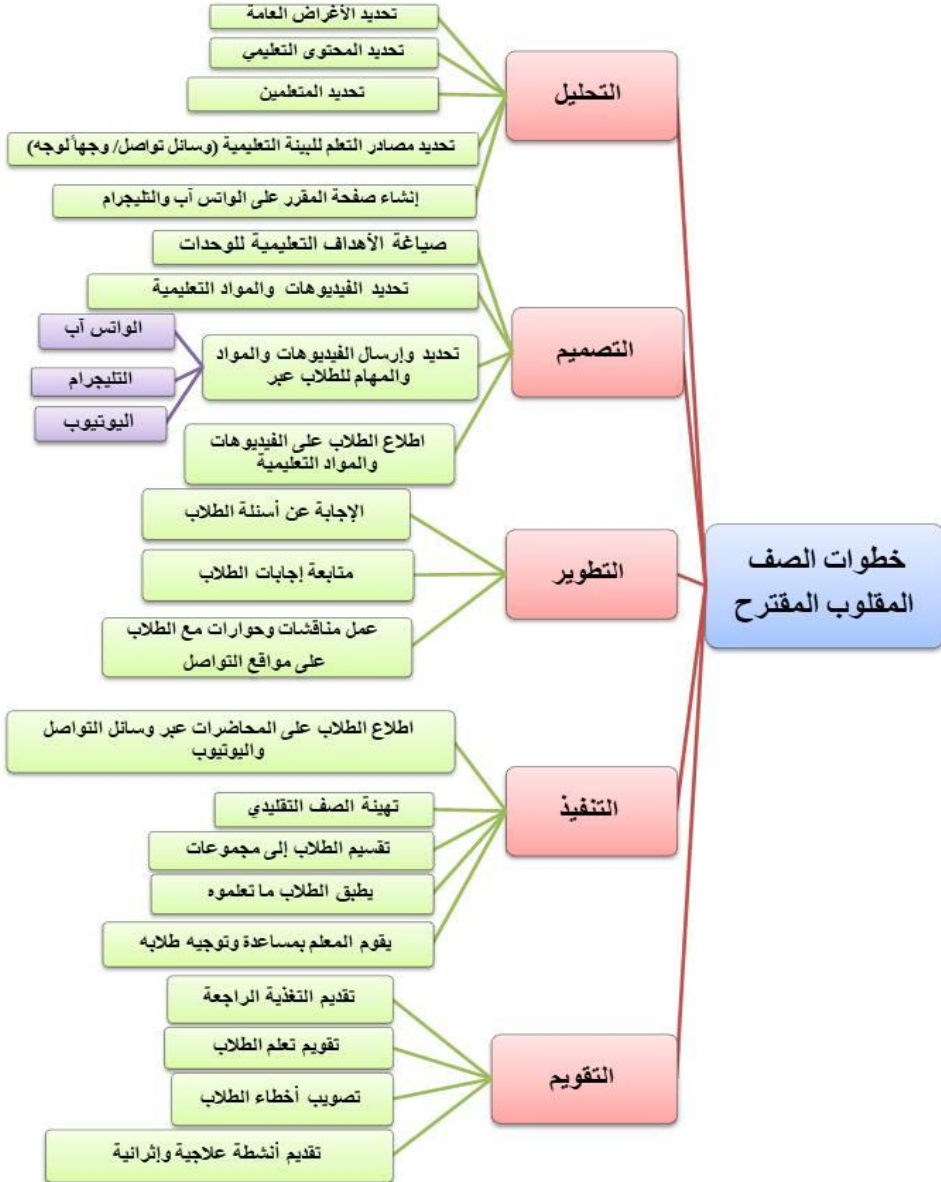 خطوات الصف
المقلوب المقترح
التحليل
تحديد الأغراض العامة
تحديد المحتوى التعليمي
تحديد المتعلمين
تحديد مصادر التعلم للبيئة التعليمية (وسائل تواصل/ وجهاً لوجه)
إنشاء صفحة المقرر على الواتس آب والتليجرام
التصميم
صياغة الأهداف التعليمية للوحدات
تحديد الفيديوهات والمواد التعليمية
تحديد وإرسال الفيديوهات والمواد
والمهام للطلاب عبر
الواتس آب
التليجرام
اليوتيوب
اطلاع الطلاب على الفيديوهات
والمواد التعليمية
التطوير
الإجابة عن أسئلة الطلاب
متابعة إجابات الطلاب
عمل مناقشات وحوارات مع الطلاب
على مواقع التواصل
التنفيذ
اطلاع الطلاب على المحاضرات عبر وسائل التواصل
واليوتيوب
تهيئة الصف التقليدي
تقسيم الطلاب إلى مجموعات
يطبق الطلاب ما تعلموه
يقوم المعلم بمساعدة وتوجيه طلابه
التقويم
تقديم التغذية الراجعة
تقويم تعلم الطلاب
تصويب أخطاء الطلاب
تقديم أنشطة علاجية وإثرائية